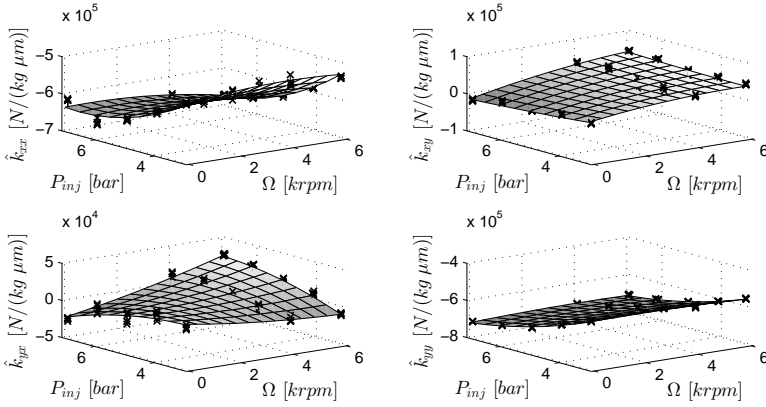 x 10^5
-5
-6
-7
6
4
0
2
4
6
P_inj [bar]
Ω [krpm]
k̂_xx [N/(kg μm)]
x 10^5
1
0
-1
6
4
0
2
4
6
P_inj [bar]
Ω [krpm]
k̂_xy [N/(kg μm)]
x 10^4
5
0
-5
6
4
0
2
4
6
P_inj [bar]
Ω [krpm]
k̂_yx [N/(kg μm)]
x 10^5
-4
-6
-8
6
4
0
2
4
6
P_inj [bar]
Ω [krpm]
k̂_yy [N/(kg μm)]